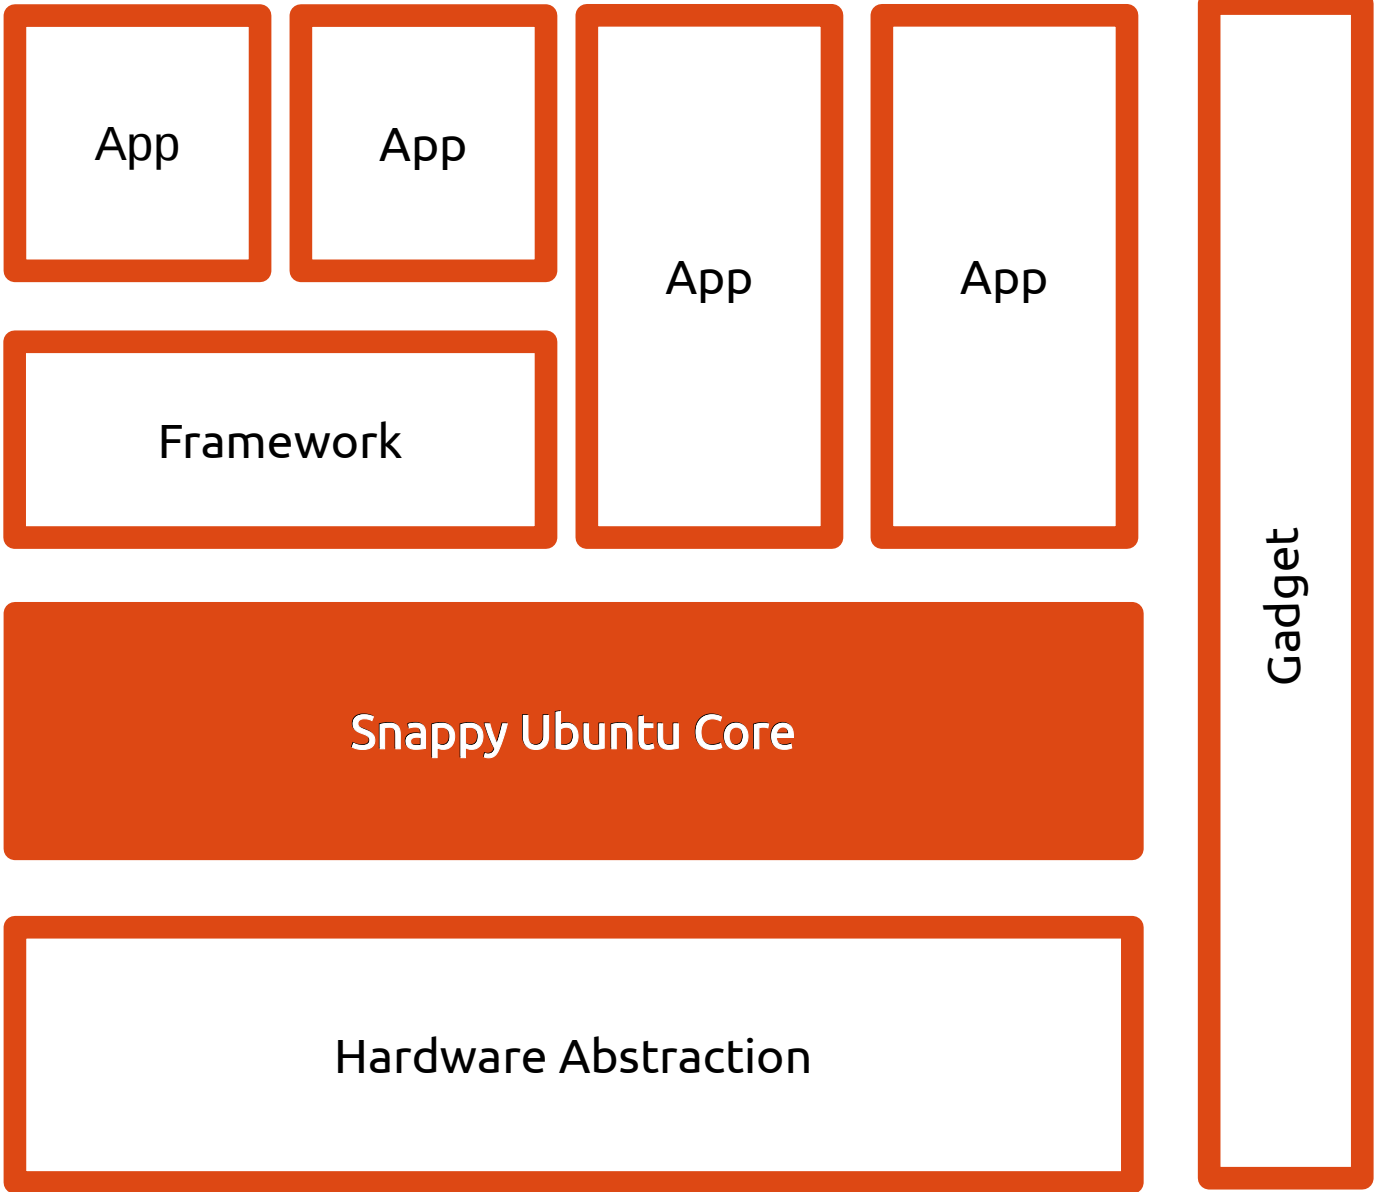 App
App
App
App
Framework
Gadget
Snappy Ubuntu Core
Hardware Abstraction